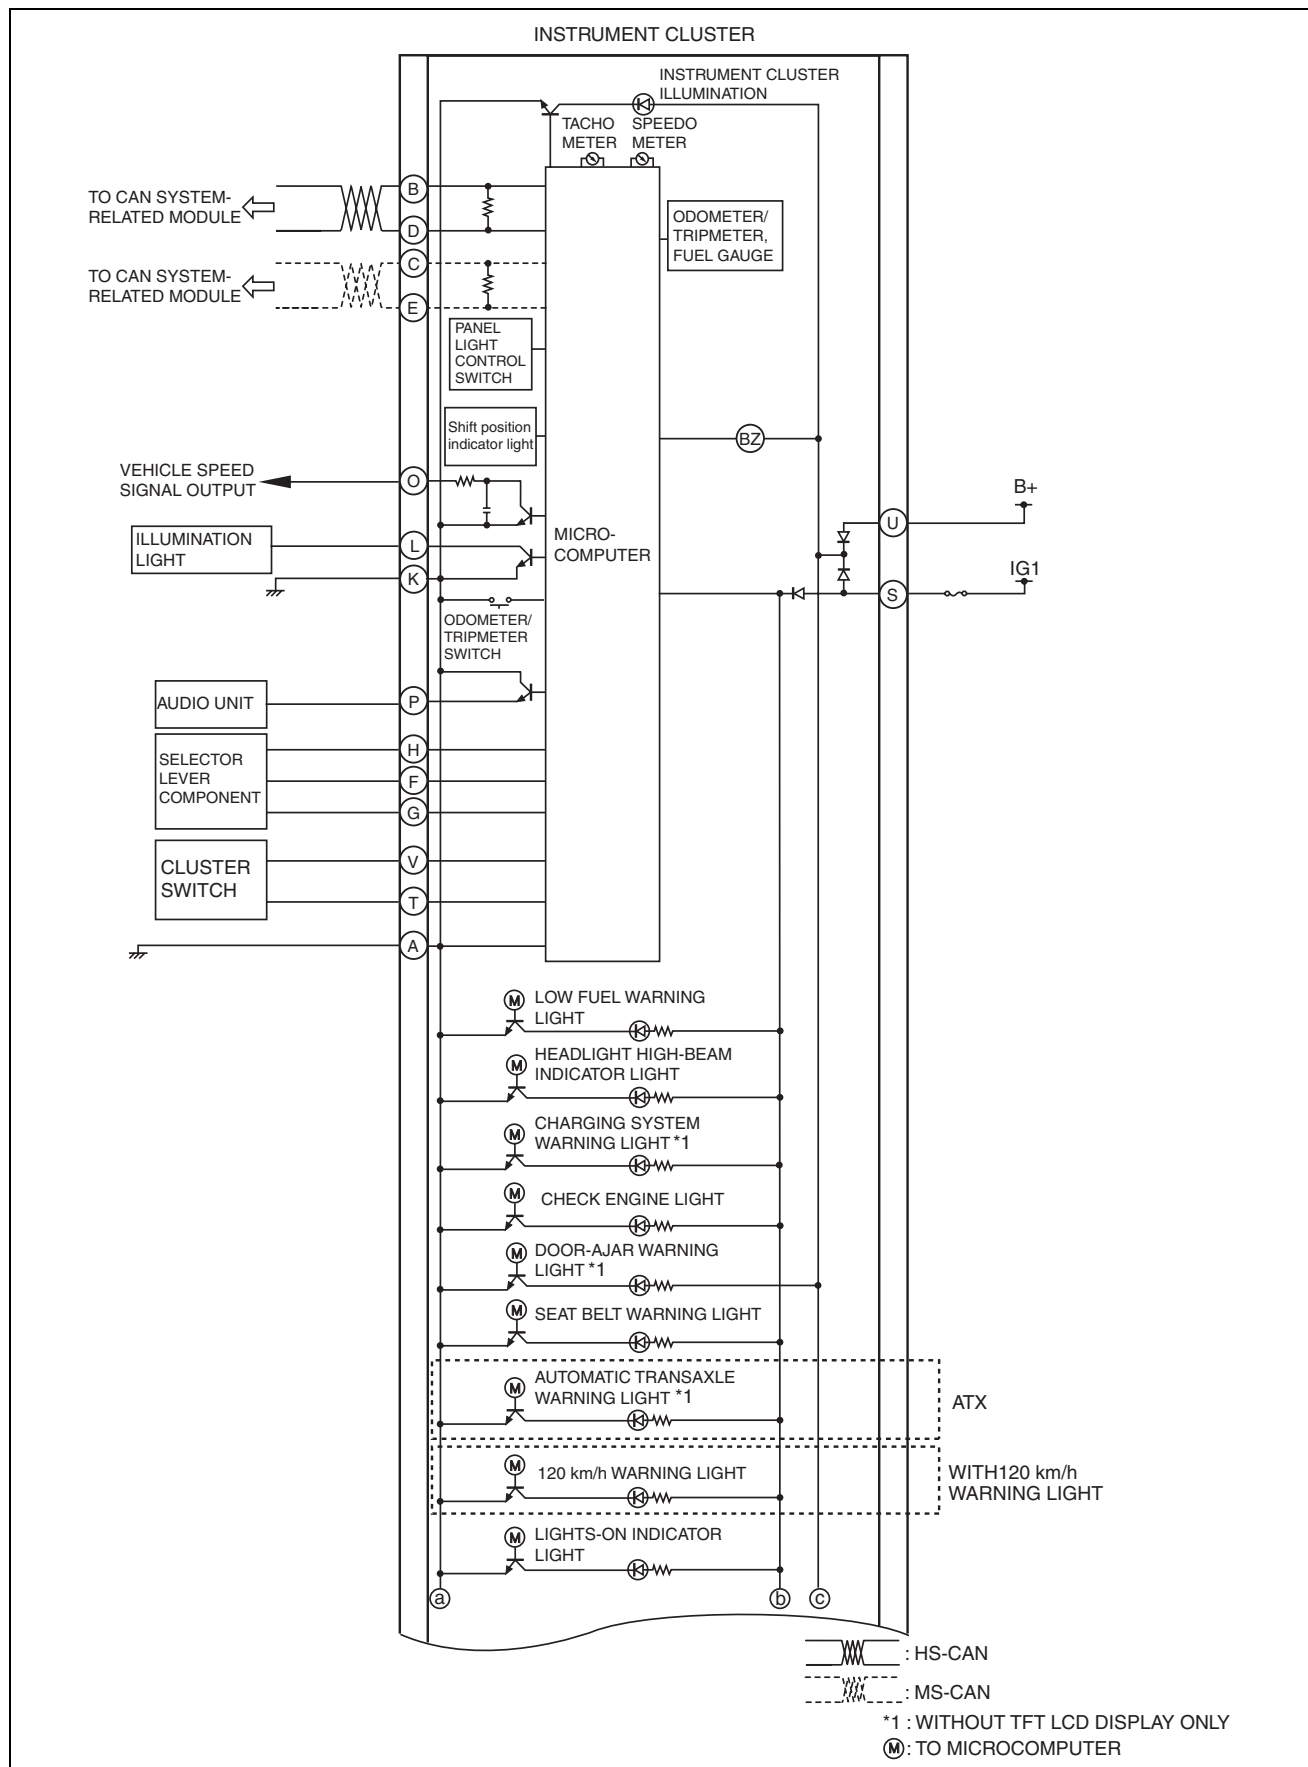 INSTRUMENT CLUSTER
INSTRUMENT CLUSTER
ILLUMINATION
TACHO
METER
SPEEDO
METER
TO CAN SYSTEM-
RELATED MODULE
B
D
ODOMETER/
TRIPMETER,
FUEL GAUGE
TO CAN SYSTEM-
RELATED MODULE
C
E
PANEL
LIGHT
CONTROL
SWITCH
Shift position
indicator light
BZ
VEHICLE SPEED
SIGNAL OUTPUT
O
B+
U
ILLUMINATION
LIGHT
L
MICRO-
COMPUTER
K
IG1
S
ODOMETER/
TRIPMETER
SWITCH
AUDIO UNIT
P
SELECTOR
LEVER
COMPONENT
H
F
G
CLUSTER
SWITCH
V
T
A
M
LOW FUEL WARNING
LIGHT
M
HEADLIGHT HIGH-BEAM
INDICATOR LIGHT
M
CHARGING SYSTEM
WARNING LIGHT *1
M
CHECK ENGINE LIGHT
M
DOOR-AJAR WARNING
LIGHT *1
M
SEAT BELT WARNING LIGHT
M
AUTOMATIC TRANSAXLE
WARNING LIGHT *1
ATX
M
120 km/h WARNING LIGHT
WITH120 km/h
WARNING LIGHT
M
LIGHTS-ON INDICATOR
LIGHT
a
b
c
: HS-CAN
: MS-CAN
*1 : WITHOUT TFT LCD DISPLAY ONLY
M : TO MICROCOMPUTER